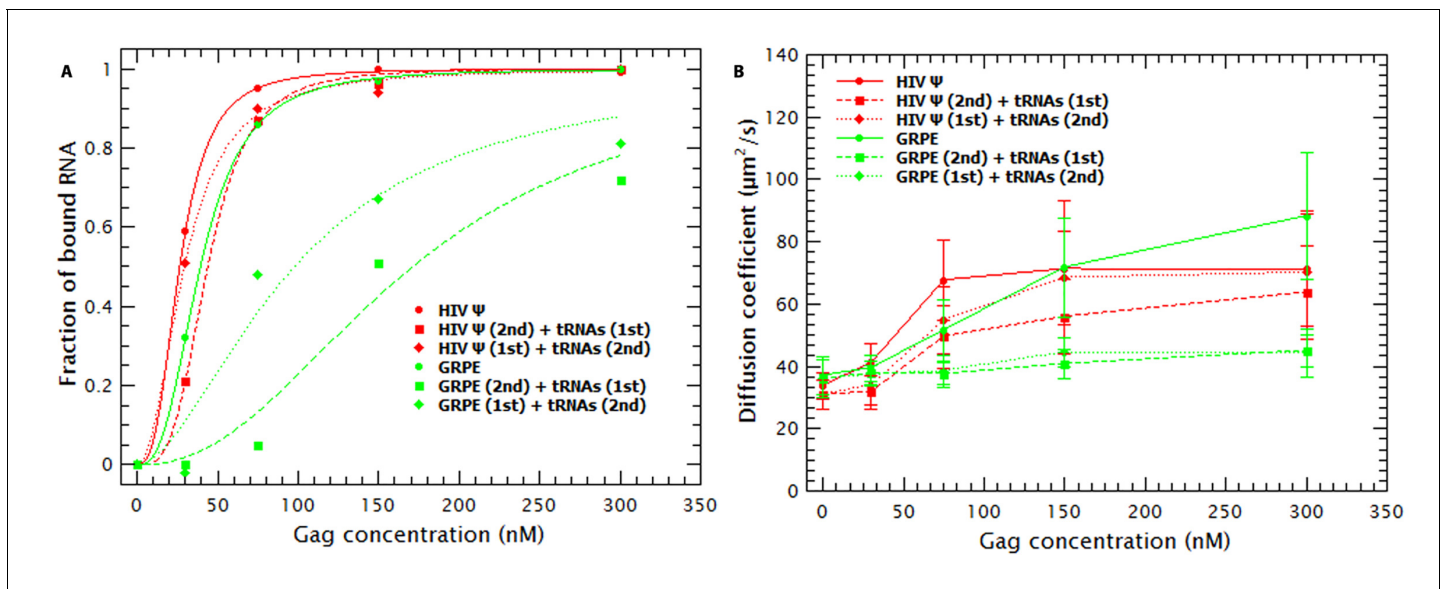 A
Fraction of bound RNA
1
0.8
0.6
0.4
0.2
0
HIV Ψ
HIV Ψ (2nd) + tRNAs (1st)
HIV Ψ (1st) + tRNAs (2nd)
GRPE
GRPE (2nd) + tRNAs (1st)
GRPE (1st) + tRNAs (2nd)
0 50 100 150 200 250 300 350
Gag concentration (nM)
B
Diffusion coefficient (μm²/s)
140
120
100
80
60
40
20
0
HIV Ψ
HIV Ψ (2nd) + tRNAs (1st)
HIV Ψ (1st) + tRNAs (2nd)
GRPE
GRPE (2nd) + tRNAs (1st)
GRPE (1st) + tRNAs (2nd)
0 50 100 150 200 250 300 350
Gag concentration (nM)